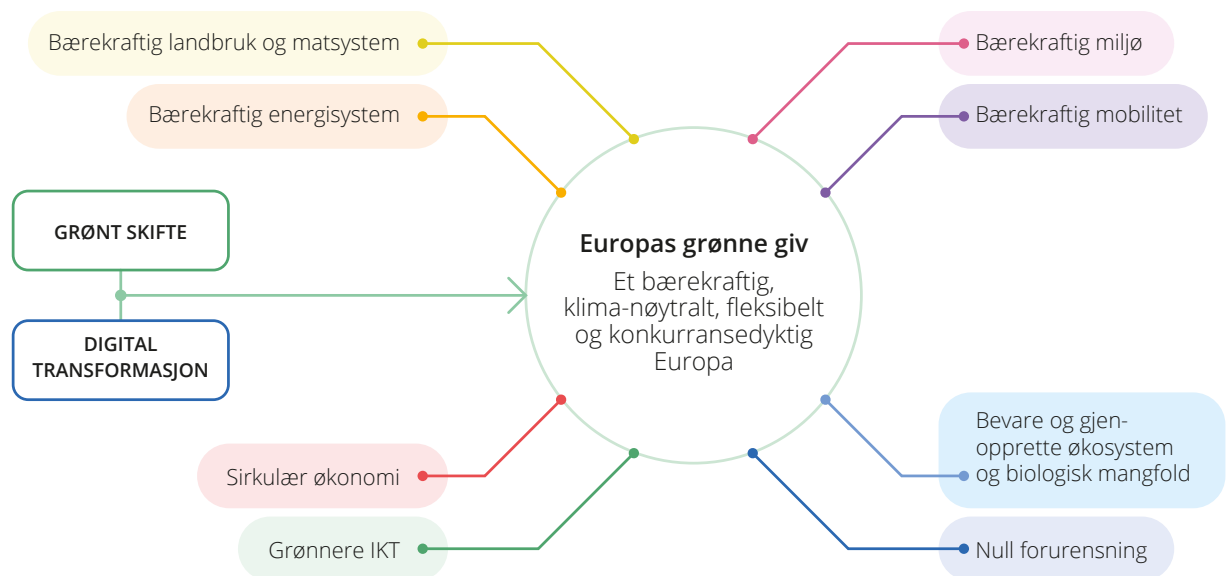 Bærekraftig landbruk og matsystem
Bærekraftig energisystem
Bærekraftig miljø
Bærekraftig mobilitet
GRØNT SKIFTE
DIGITAL
TRANSFORMASJON
Europas grønne giv
Et bærekraftig,
klima-nøytralt, fleksibelt
og konkurransedyktig
Europa
Sirkulær økonomi
Grønnere IKT
Bevare og gjen-
opprette økosystem
og biologisk mangfold
Null forurensning